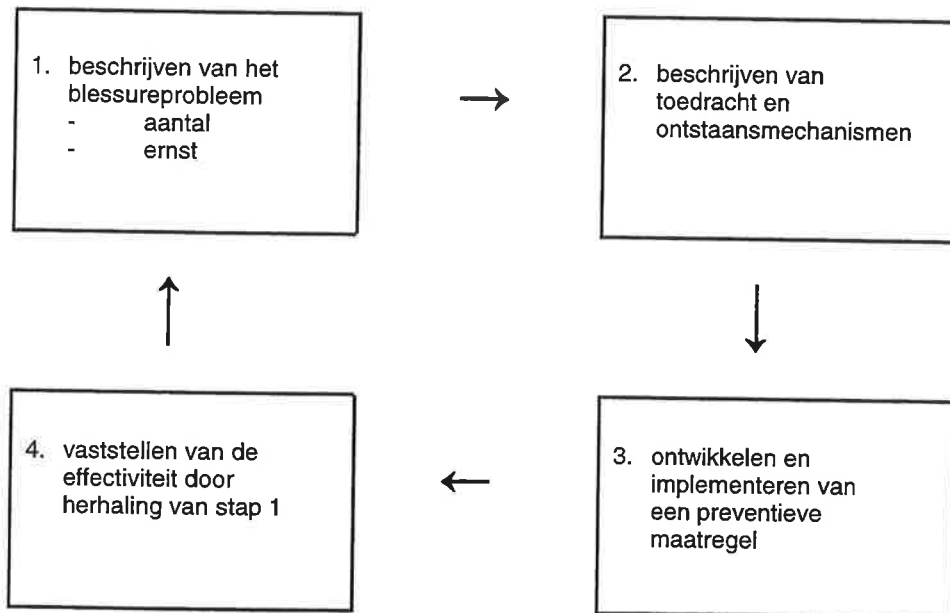 1. beschrijven van het
blessureprobleem
- aantal
- ernst
2. beschrijven van
toedracht en
ontstaansmechanismen
4. vaststellen van de
effectiviteit door
herhaling van stap 1
3. ontwikkelen en
implementeren van
een preventieve
maatregel